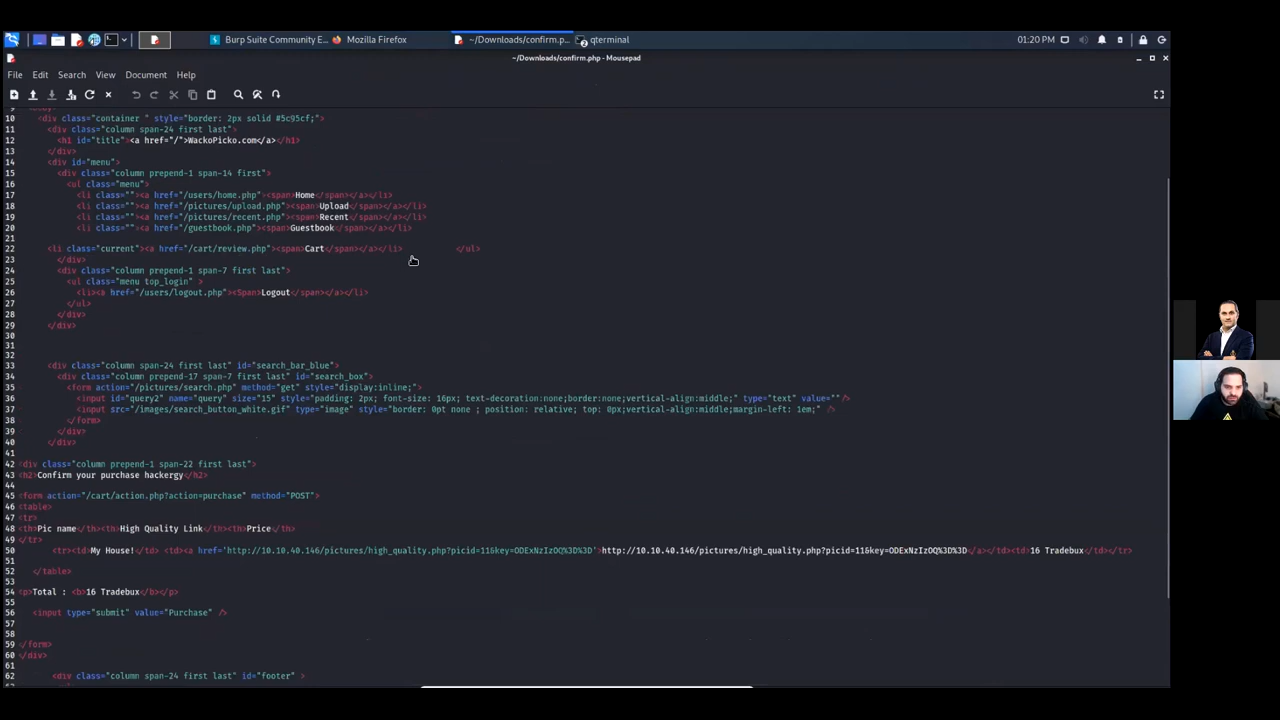 Burp Suite Community E... Mozilla Firefox ~/Downloads/confirm.p... qterminal 01:20 PM
~/Downloads/confirm.php - Mousepad
File Edit Search View Document Help
10 <div class="container " style="border: 2px solid #5c95cf;">
11 <div class="column span-24 first last">
12 <h1 id="title"><a href="/">WackoPicko.com</a></h1>
13 </div>
14 <div id="menu">
15 <div class="column prepend-1 span-14 first">
16 <ul class="menu">
17 <li class=""><a href="/users/home.php"><span>Home</span></a></li>
18 <li class=""><a href="/pictures/upload.php"><span>Upload</span></a></li>
19 <li class=""><a href="/pictures/recent.php"><span>Recent</span></a></li>
20 <li class=""><a href="/guestbook.php"><span>Guestbook</span></a></li>
21
22 <li class="current"><a href="/cart/review.php"><span>Cart</span></a></li> </ul>
23 </div>
24 <div class="column prepend-1 span-7 first last">
25 <ul class="menu top_login" >
26 <li><a href="/users/logout.php"><Span>Logout</span></a></li>
27 </ul>
28 </div>
29 </div>
30
31
32
33 <div class="column span-24 first last" id="search_bar_blue">
34 <div class="column prepend-17 span-7 first last" id="search_box">
35 <form action="/pictures/search.php" method="get" style="display:inline;">
36 <input id="query2" name="query" size="15" style="padding: 2px; font-size: 16px; text-decoration:none;border:none;vertical-align:middle;" type="text" value=""/>
37 <input src="/images/search_button_white.gif" type="image" style="border: 0pt none ; position: relative; top: 0px;vertical-align:middle;margin-left: 1em;" />
38 </form>
39 </div>
40 </div>
41
42 <div class="column prepend-1 span-22 first last">
43 <h2>Confirm your purchase hackergy</h2>
44
45 <form action="/cart/action.php?action=purchase" method="POST">
46 <table>
47 <tr>
48 <th>Pic name</th><th>High Quality Link</th><th>Price</th>
49 </tr>
50 <tr><td>My House!</td> <td><a href='http://10.10.40.146/pictures/high_quality.php?picid=11&key=ODExNzIzOQ%3D%3D'>http://10.10.40.146/pictures/high_quality.php?picid=11&key=ODExNzIzOQ%3D%3D</a></td><td>16 Tradebux</td></tr>
51
52 </table>
53
54 <p>Total : <b>16 Tradebux</b></p>
55
56 <input type="submit" value="Purchase" />
57
58
59 </form>
60 </div>
61
62 <div class="column span-24 first last" id="footer" >